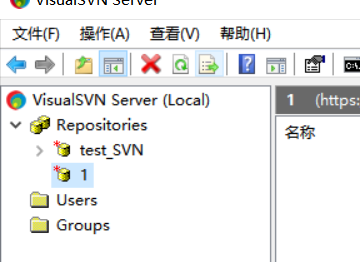 VisualSVN Server
文件(F) 操作(A) 查看(V) 帮助(H)
VisualSVN Server (Local)
Repositories
test_SVN
1
Users
Groups
1 (https:
名称